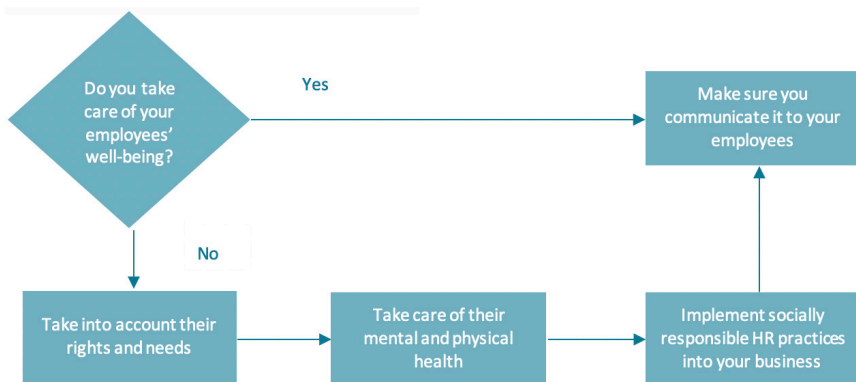 Do you take
care of your
employees'
well-being?
Yes
Make sure you
communicate it to your
employees
No
Take into account their
rights and needs
Take care of their
mental and physical
health
Implement socially
responsible HR practices
into your business